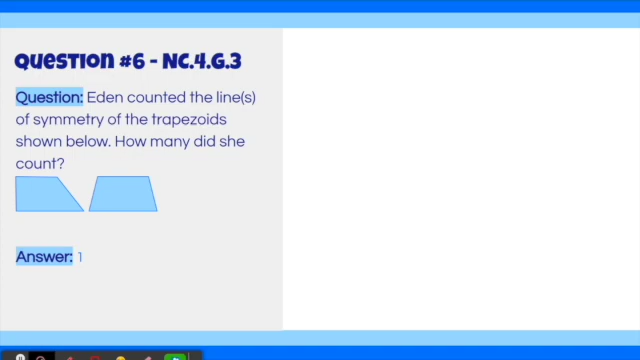 Question #6 - NC.4.G.3
Question: Eden counted the line(s)
of symmetry of the trapezoids
shown below. How many did she
count?
Answer: 1